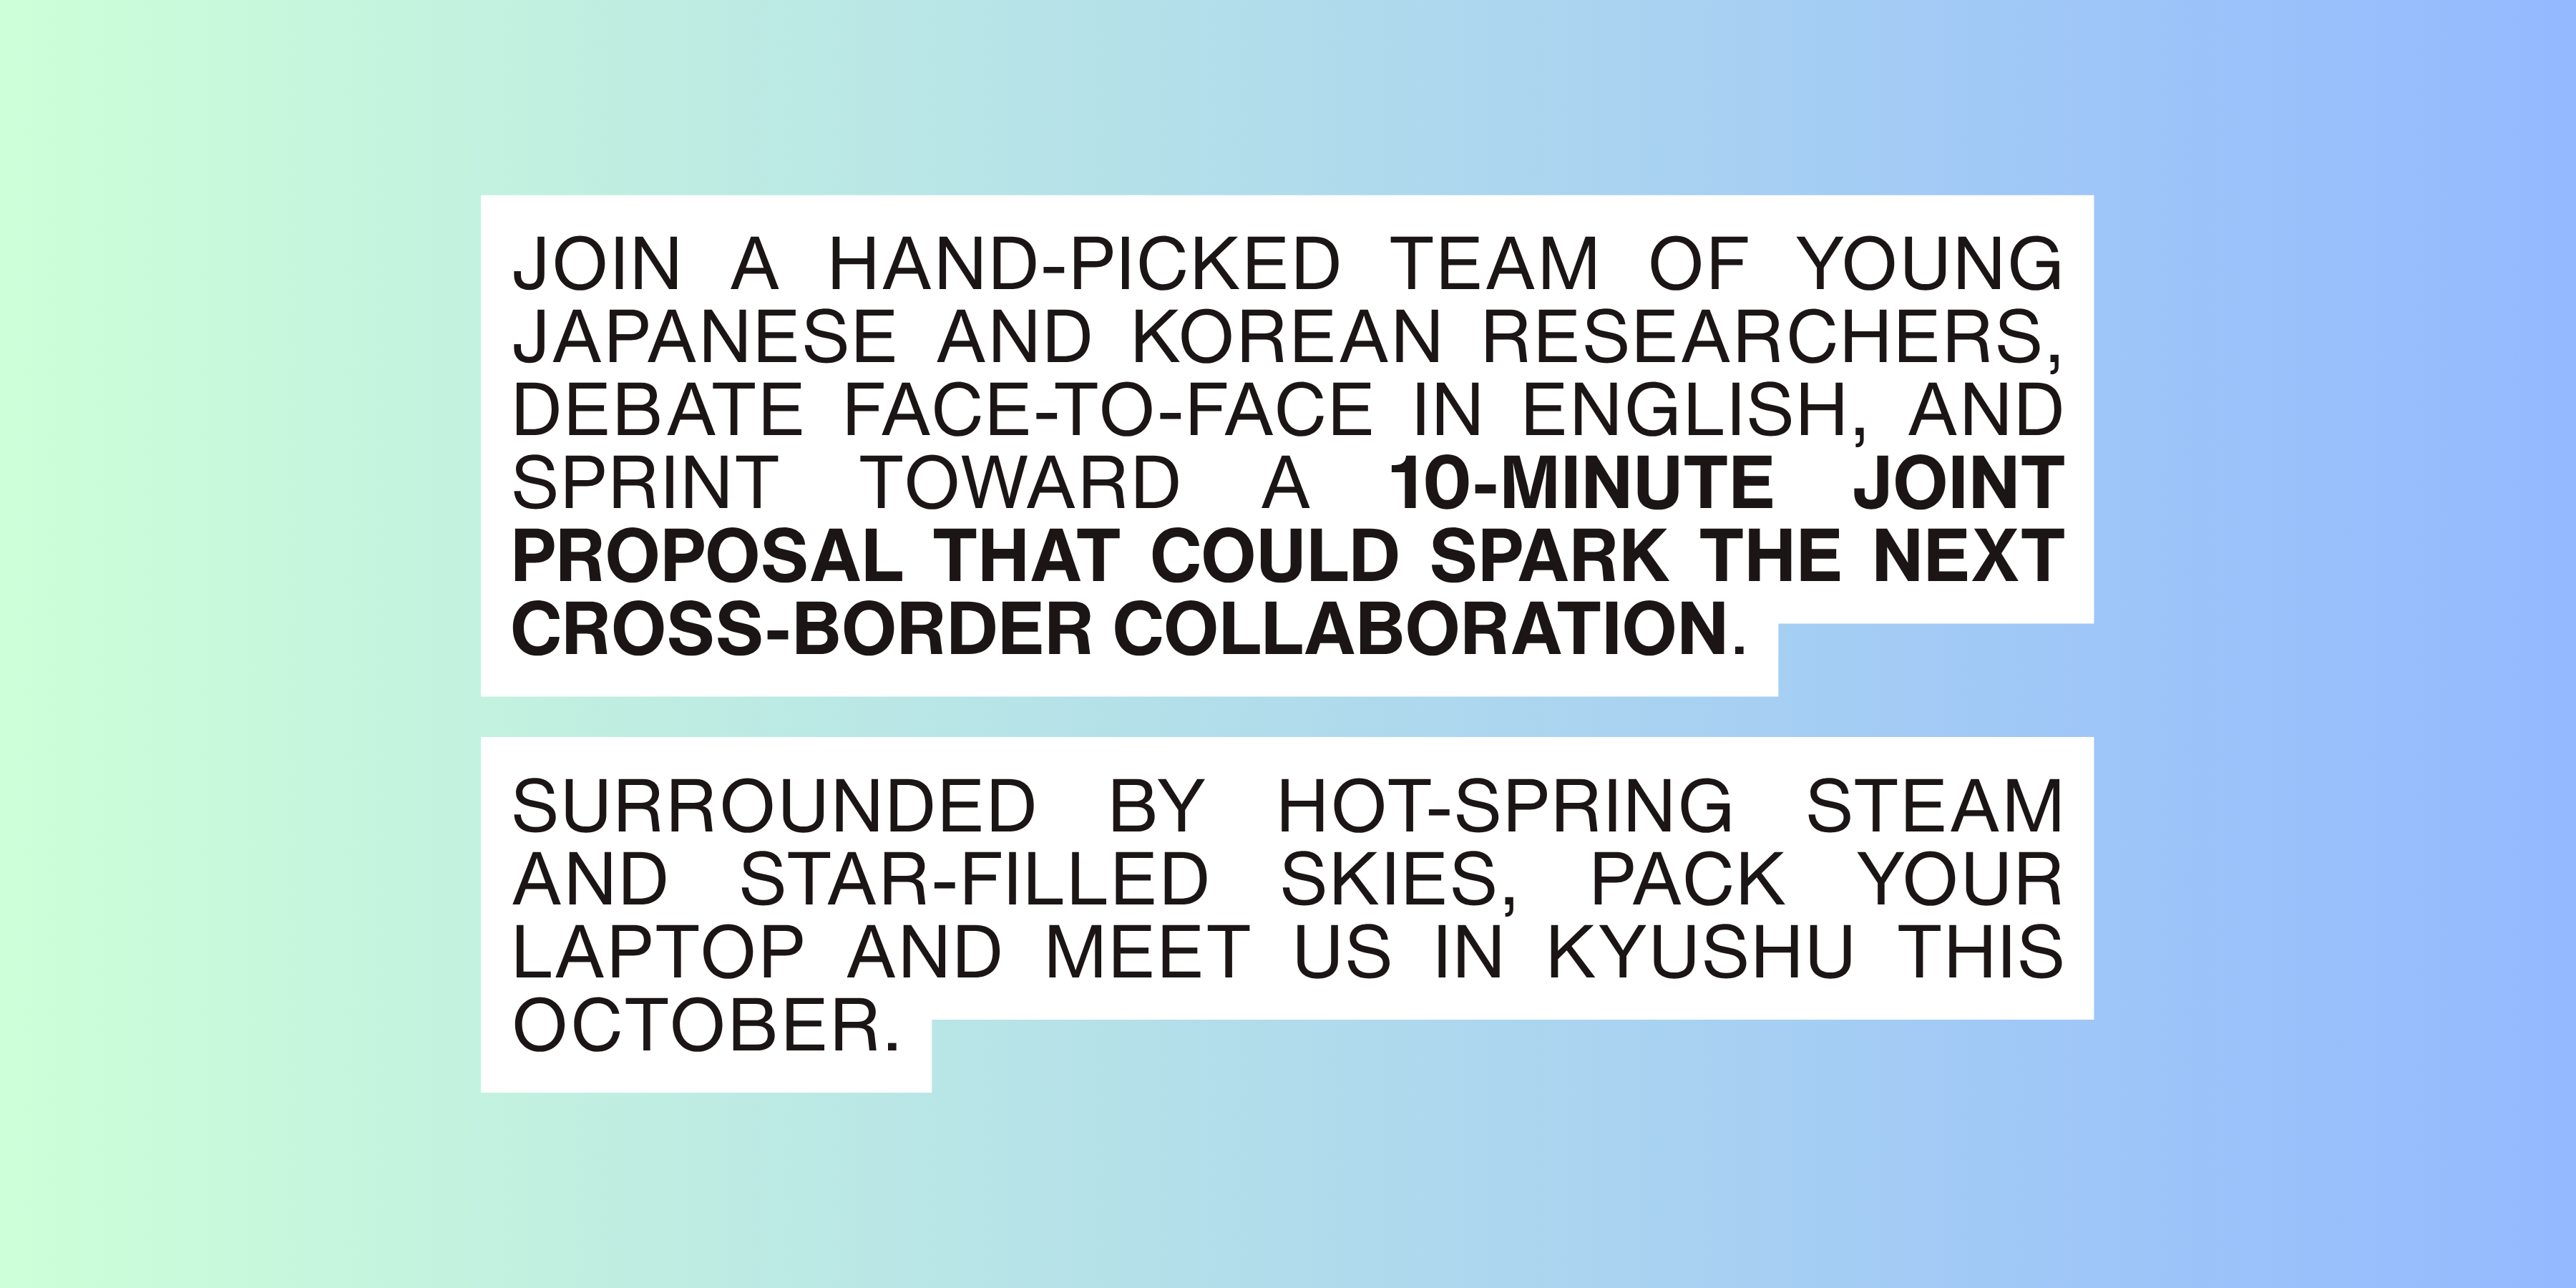 JOIN A HAND-PICKED TEAM OF YOUNG
JAPANESE AND KOREAN RESEARCHERS,
DEBATE FACE-TO-FACE IN ENGLISH, AND
SPRINT TOWARD A 10-MINUTE JOINT
PROPOSAL THAT COULD SPARK THE NEXT
CROSS-BORDER COLLABORATION.
SURROUNDED BY HOT-SPRING STEAM
AND STAR-FILLED SKIES, PACK YOUR
LAPTOP AND MEET US IN KYUSHU THIS
OCTOBER.